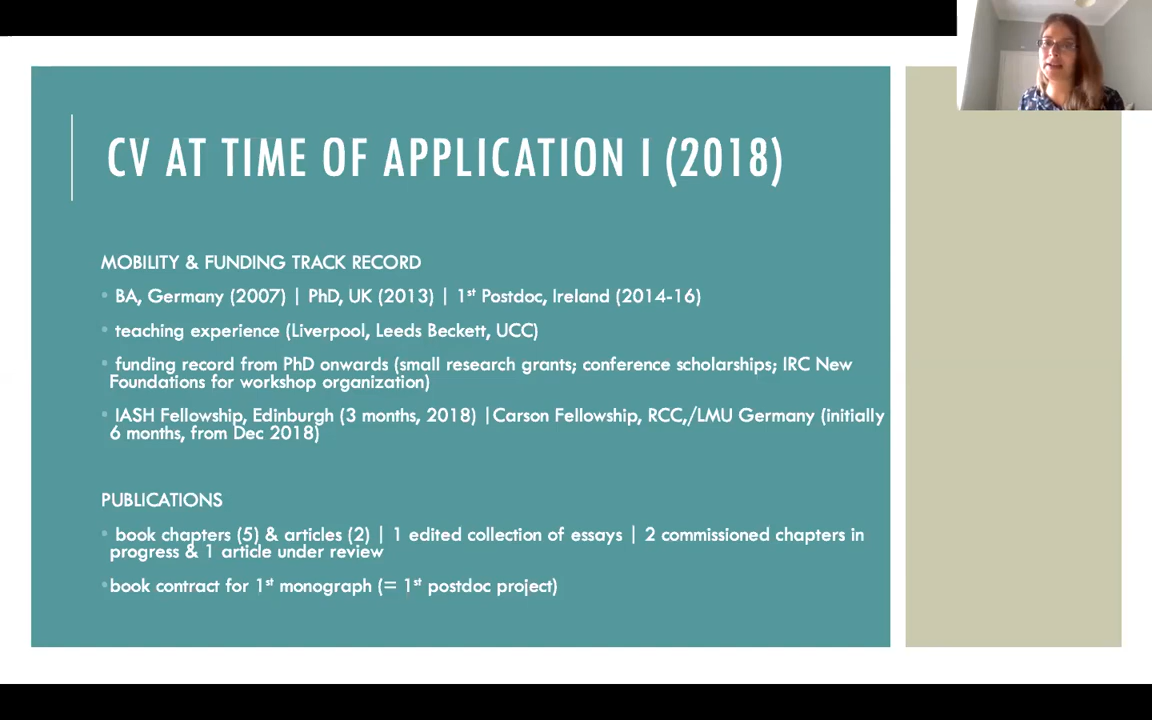 CV AT TIME OF APPLICATION I (2018)
MOBILITY & FUNDING TRACK RECORD
• BA, Germany (2007) | PhD, UK (2013) | 1st Postdoc, Ireland (2014-16)
• teaching experience (Liverpool, Leeds Beckett, UCC)
• funding record from PhD onwards (small research grants; conference scholarships; IRC New
Foundations for workshop organization)
• IASH Fellowship, Edinburgh (3 months, 2018) |Carson Fellowship, RCC,/LMU Germany (initially
6 months, from Dec 2018)
PUBLICATIONS
• book chapters (5) & articles (2) | 1 edited collection of essays | 2 commissioned chapters in
progress & 1 article under review
•book contract for 1st monograph (= 1st postdoc project)